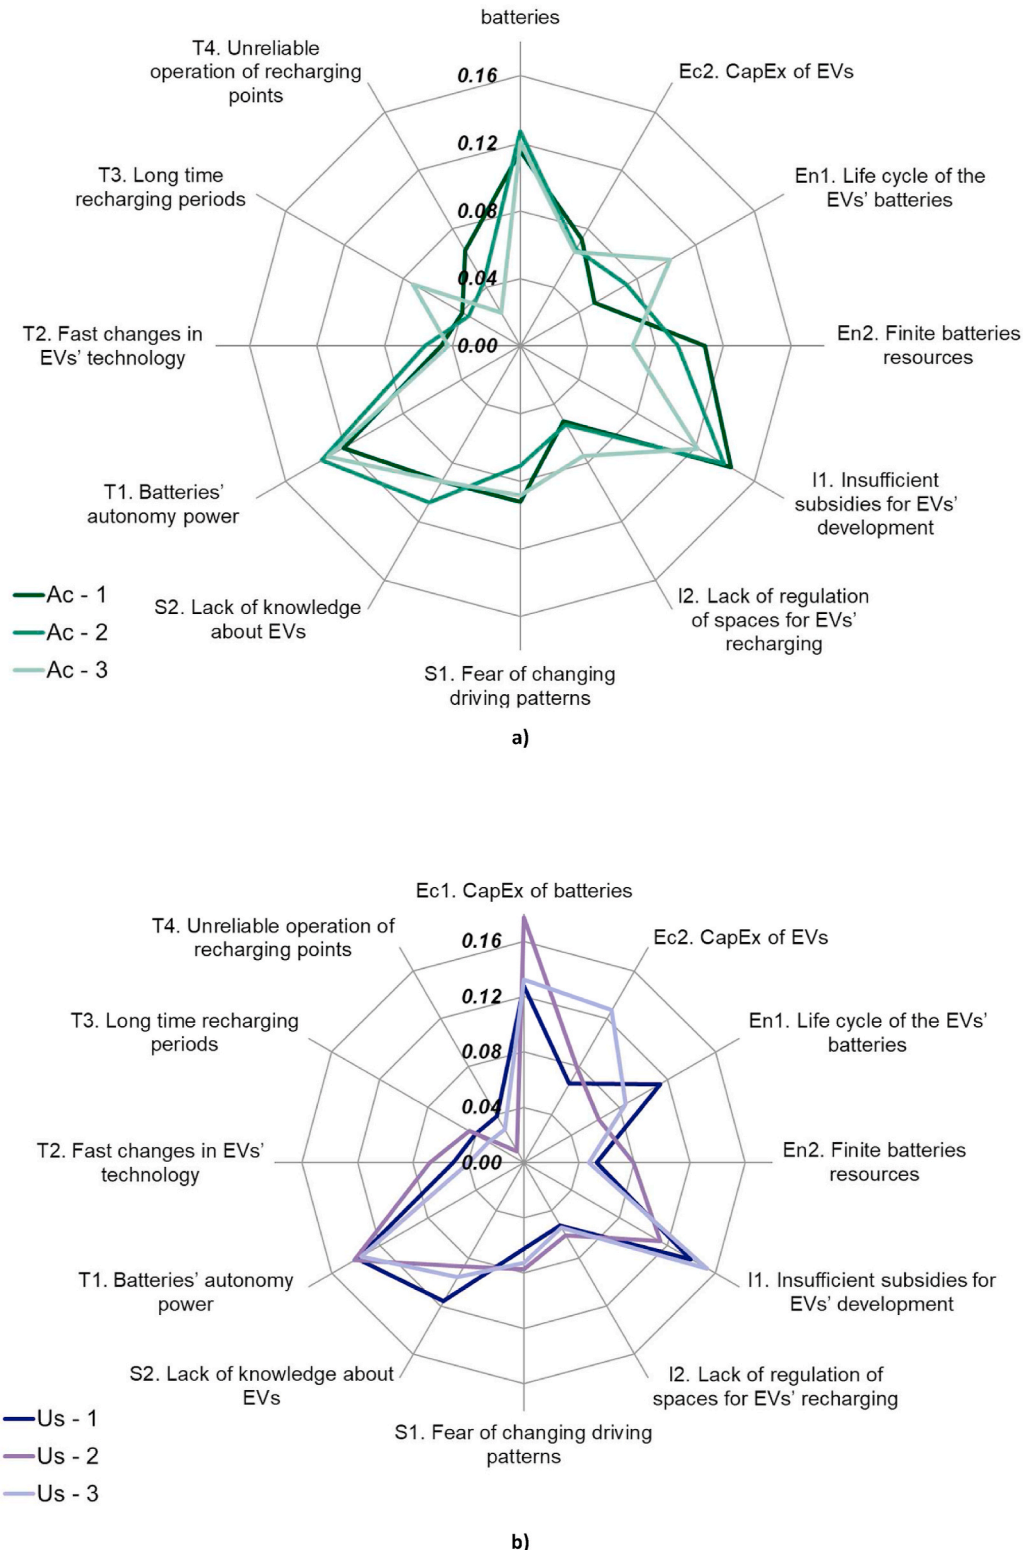 batteries
T4. Unreliable
operation of recharging
points
Ec2. CapEx of EVs
0.16
0.12
0.08
0.04
0.00
T3. Long time
recharging periods
En1. Life cycle of the
EVs' batteries
T2. Fast changes in
EVs' technology
En2. Finite batteries
resources
T1. Batteries'
autonomy power
I1. Insufficient
subsidies for EVs'
development
S2. Lack of knowledge
about EVs
I2. Lack of regulation
of spaces for EVs'
recharging
S1. Fear of changing
driving patterns
Ac - 1
Ac - 2
Ac - 3
a)
Ec1. CapEx of batteries
T4. Unreliable operation of
recharging points
Ec2. CapEx of EVs
0.16
0.12
0.08
0.04
0.00
T3. Long time recharging
periods
En1. Life cycle of the EVs'
batteries
T2. Fast changes in EVs'
technology
En2. Finite batteries
resources
T1. Batteries' autonomy
power
I1. Insufficient subsidies for
EVs' development
S2. Lack of knowledge about
EVs
I2. Lack of regulation of
spaces for EVs' recharging
S1. Fear of changing driving
patterns
Us - 1
Us - 2
Us - 3
b)